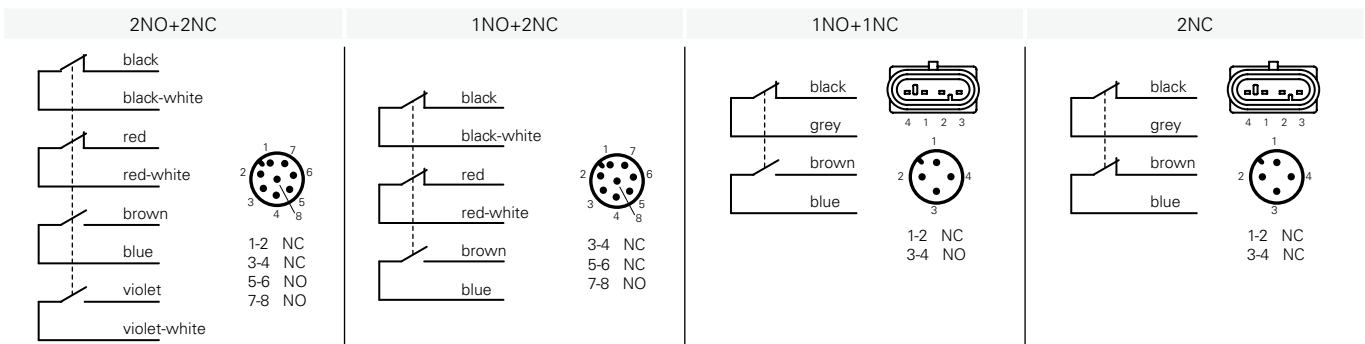 2NO+2NC
black
black-white
red
red-white
brown
blue
violet
violet-white
1 7
2 6
3 5
4 8
1-2 NC
3-4 NC
5-6 NO
7-8 NO
1NO+2NC
black
black-white
red
red-white
brown
blue
1 7
2 6
3 5
4 8
3-4 NC
5-6 NC
7-8 NO
1NO+1NC
black
grey
brown
blue
4 1 2 3
1
2 4
3
1-2 NC
3-4 NO
2NC
black
grey
brown
blue
4 1 2 3
1
2 4
3
1-2 NC
3-4 NC